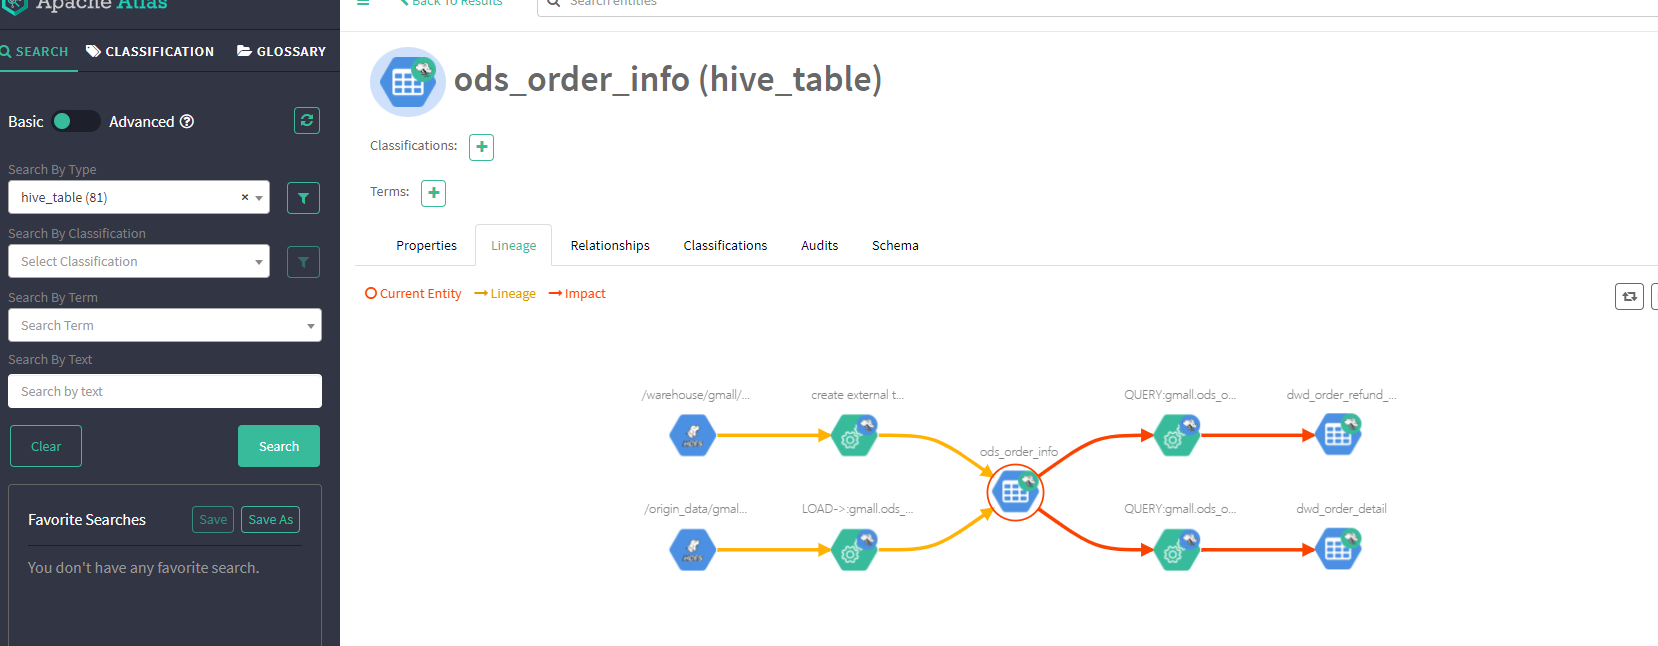 Apache Atlas
Back To Results
Search entities
SEARCH
CLASSIFICATION
GLOSSARY
ods_order_info (hive_table)
Basic
Advanced
Classifications:
Search By Type
Terms:
hive_table (81)
Search By Classification
Properties
Lineage
Relationships
Classifications
Audits
Schema
Select Classification
Search By Term
Current Entity
Lineage
Impact
Search Term
Search By Text
Search by text
/warehouse/gmall/...
create external t...
QUERY:gmall.ods_o...
dwd_order_refund_...
Clear
Search
HDFS
ods_order_info
/origin_data/gmal...
LOAD->:gmall.ods_...
QUERY:gmall.ods_o...
dwd_order_detail
Favorite Searches
Save
Save As
HDFS
You don't have any favorite search.